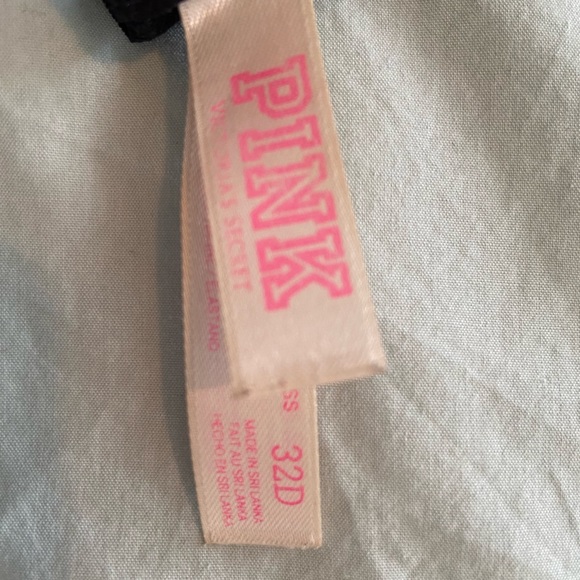 PINK
VICTORIA'S SECRET
32D
MADE IN SRI LANKA
FAIT AU SRI LANKA
HECHO EN SRI LANKA